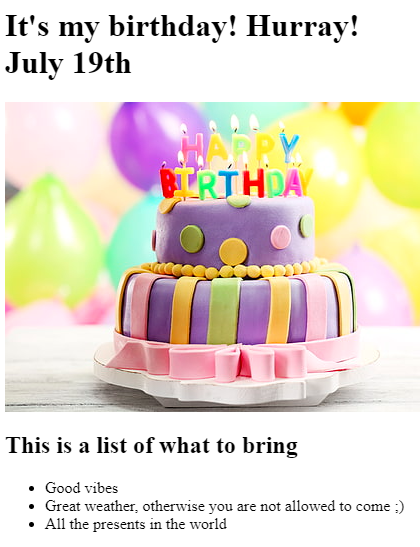 It's my birthday! Hurray!
July 19th
HAPPY
BIRTHDAY
This is a list of what to bring
Good vibes
Great weather, otherwise you are not allowed to come ;)
All the presents in the world